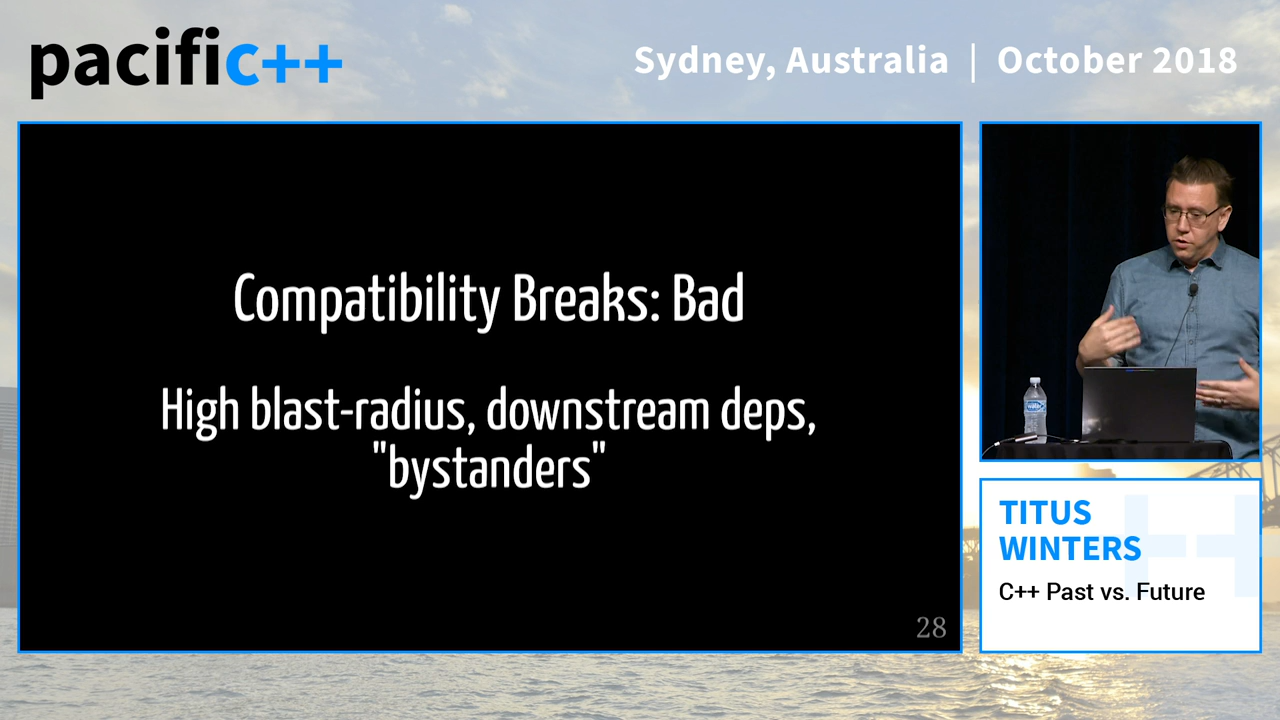 pacific++
Sydney, Australia | October 2018
Compatibility Breaks: Bad
High blast-radius, downstream deps,
"bystanders"
28
TITUS
WINTERS
C++ Past vs. Future